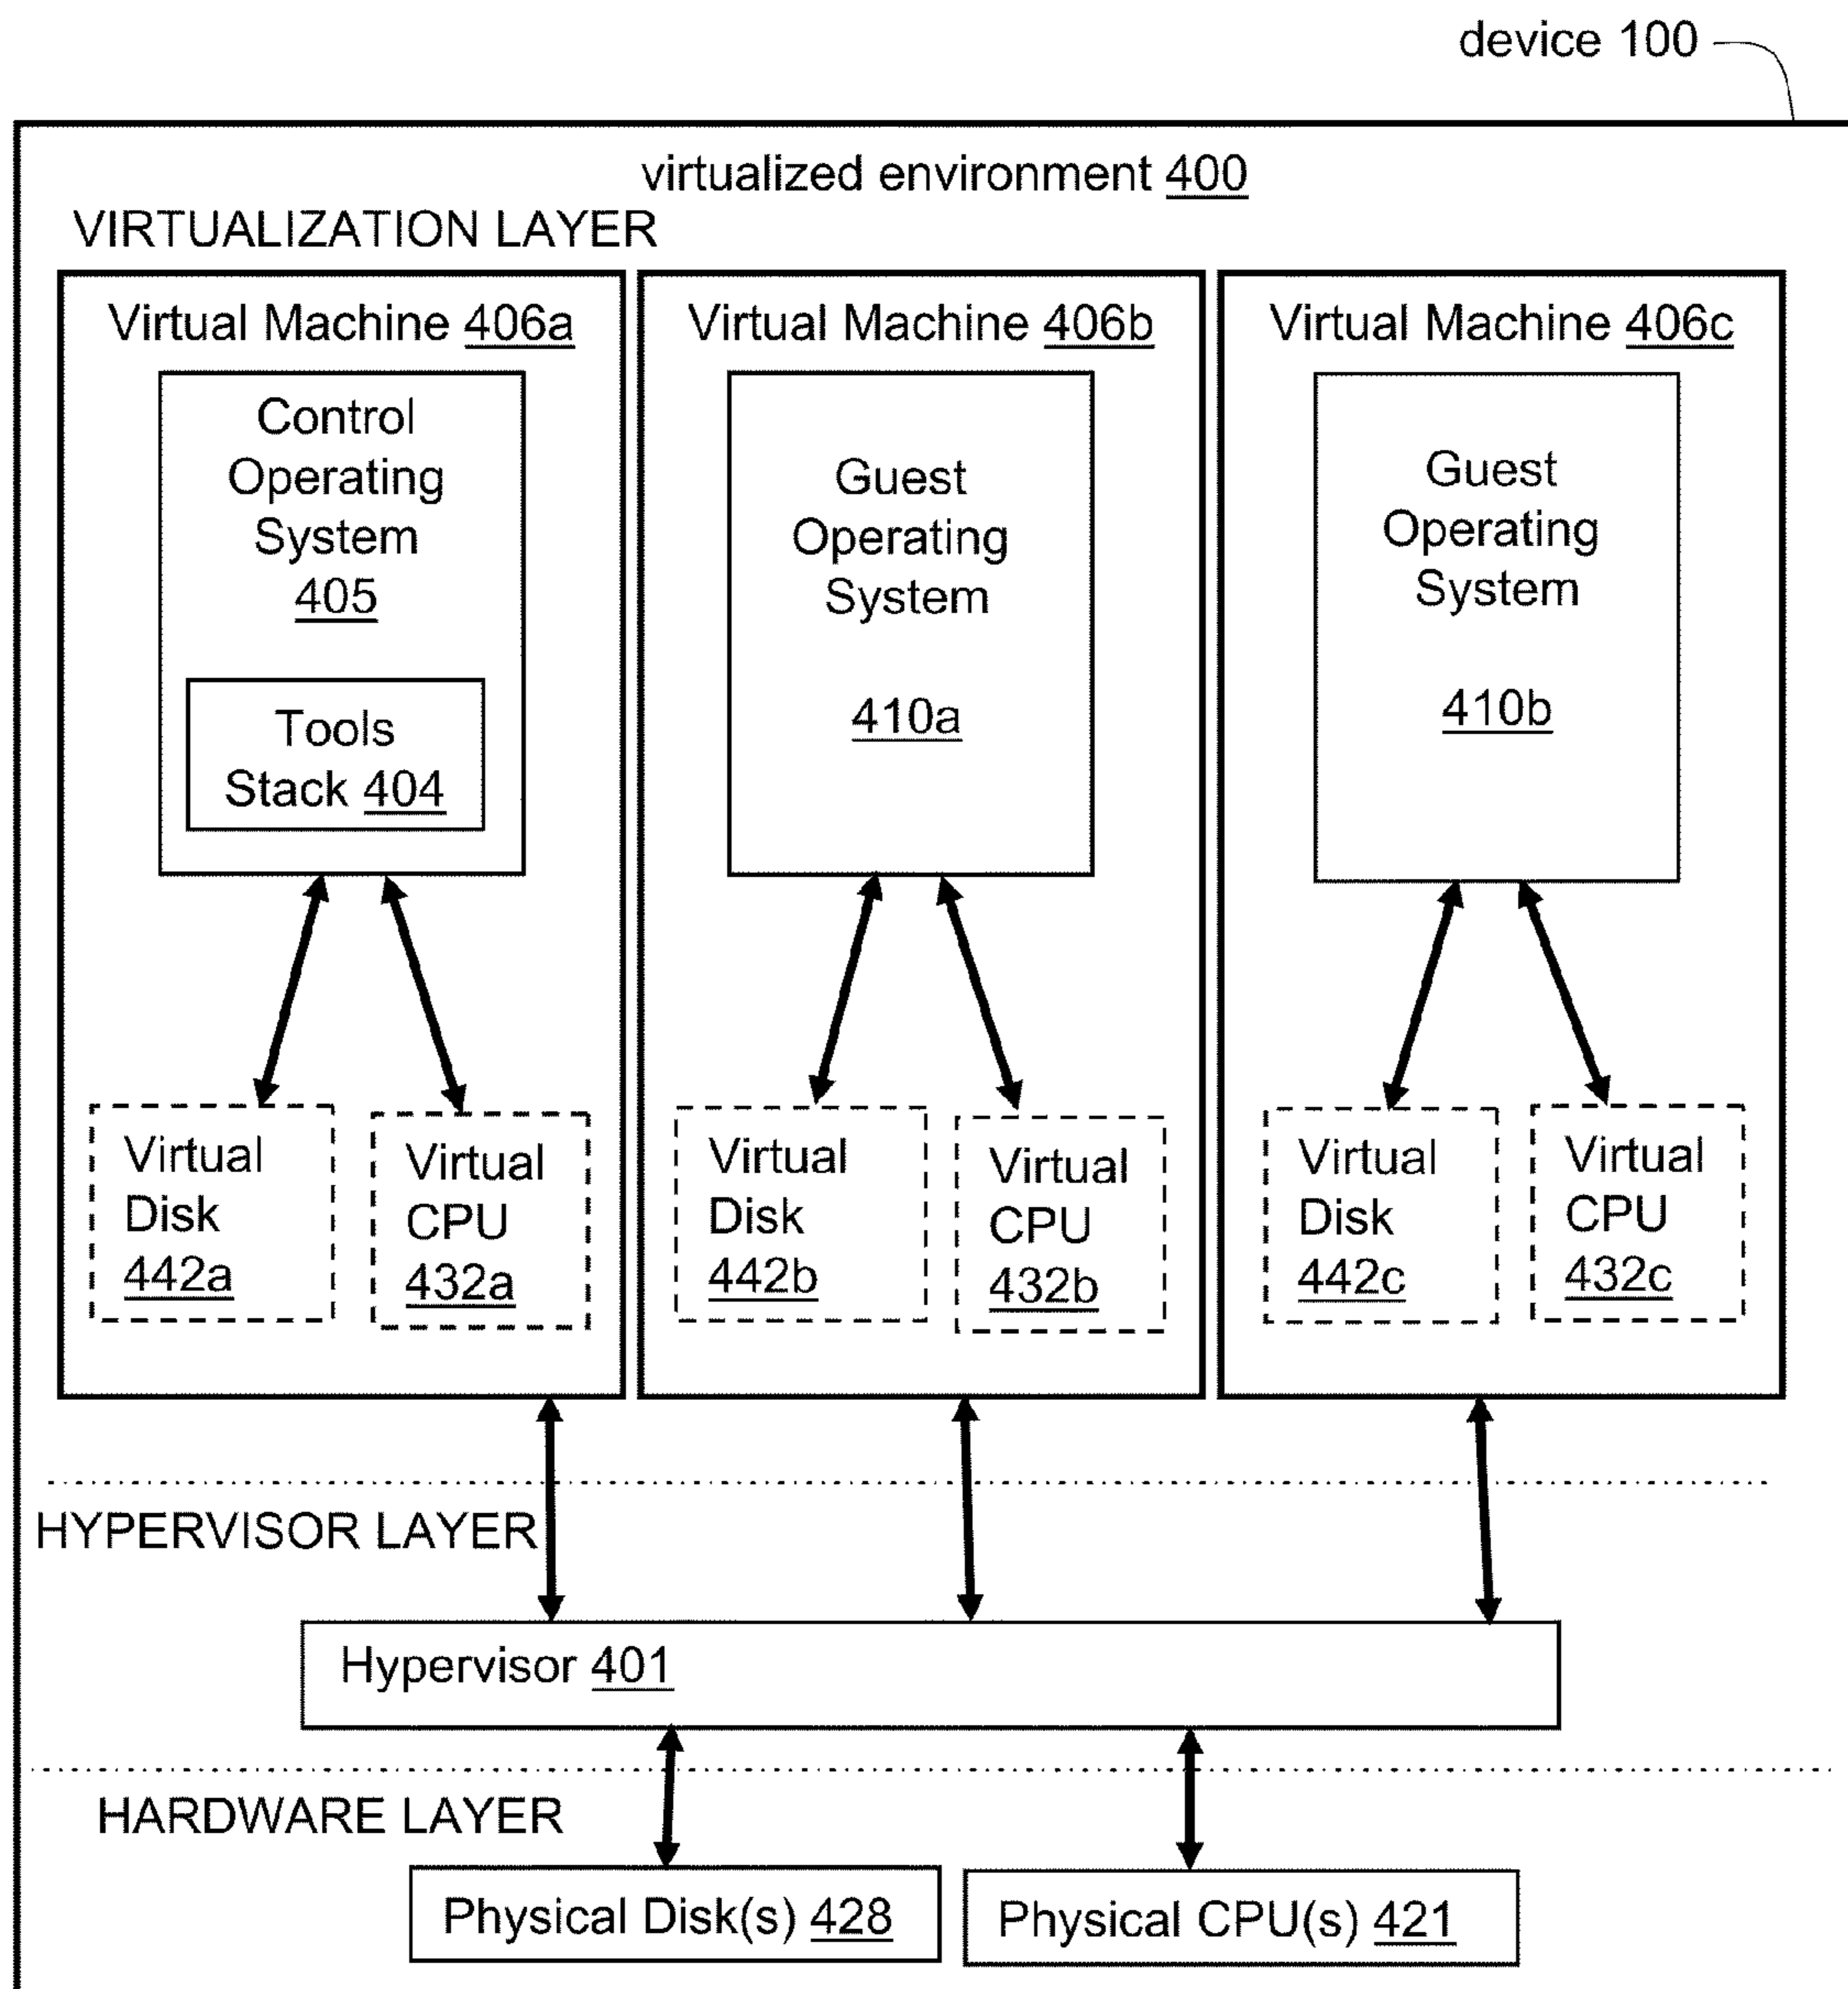 device 100
virtualized environment 400
VIRTUALIZATION LAYER
Virtual Machine 406a
Control
Operating
System
405
Tools
Stack 404
Virtual
Disk
442a
Virtual
CPU
432a
Virtual Machine 406b
Guest
Operating
System
410a
Virtual
Disk
442b
Virtual
CPU
432b
Virtual Machine 406c
Guest
Operating
System
410b
Virtual
Disk
442c
Virtual
CPU
432c
HYPERVISOR LAYER
Hypervisor 401
HARDWARE LAYER
Physical Disk(s) 428
Physical CPU(s) 421